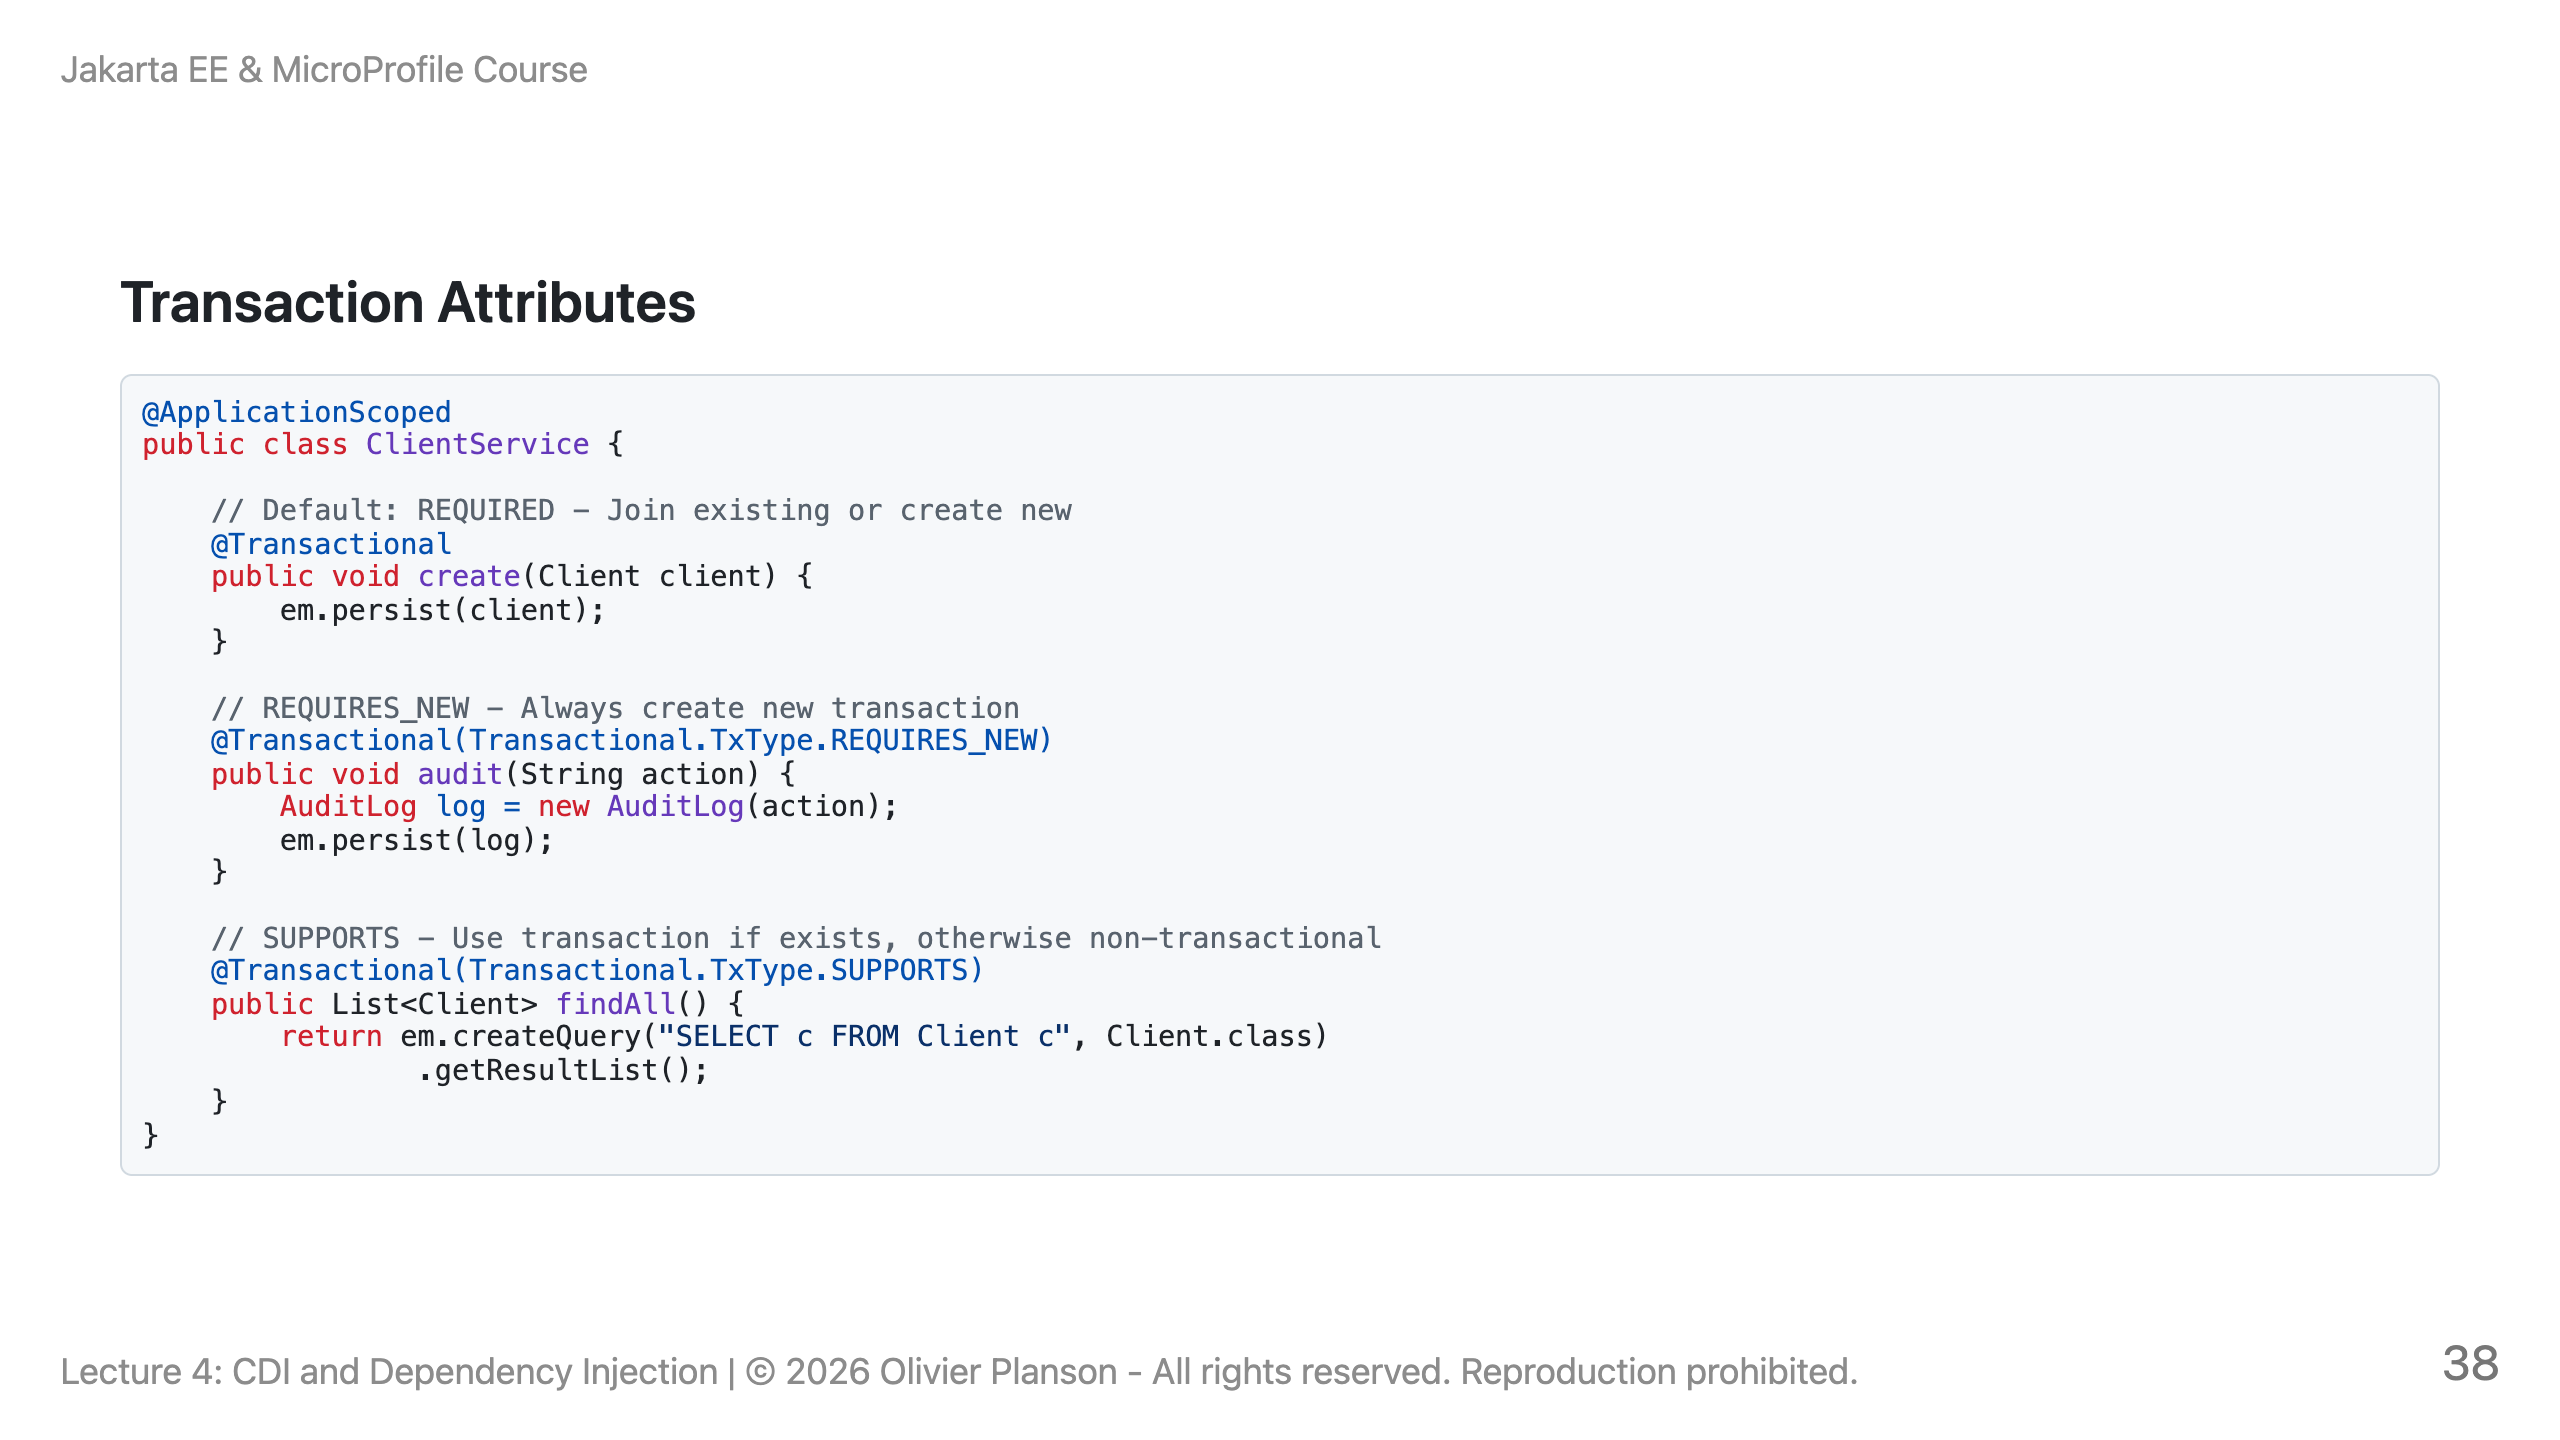 Jakarta EE & MicroProfile Course
Transaction Attributes
@ApplicationScoped
public class ClientService {
    // Default: REQUIRED – Join existing or create new
    @Transactional
    public void create(Client client) {
        em.persist(client);
    }
    // REQUIRES_NEW – Always create new transaction
    @Transactional(Transactional.TxType.REQUIRES_NEW)
    public void audit(String action) {
        AuditLog log = new AuditLog(action);
        em.persist(log);
    }
    // SUPPORTS – Use transaction if exists, otherwise non-transactional
    @Transactional(Transactional.TxType.SUPPORTS)
    public List<Client> findAll() {
        return em.createQuery("SELECT c FROM Client c", Client.class)
                .getResultList();
    }
}
Lecture 4: CDI and Dependency Injection | © 2026 Olivier Planson - All rights reserved. Reproduction prohibited.
38